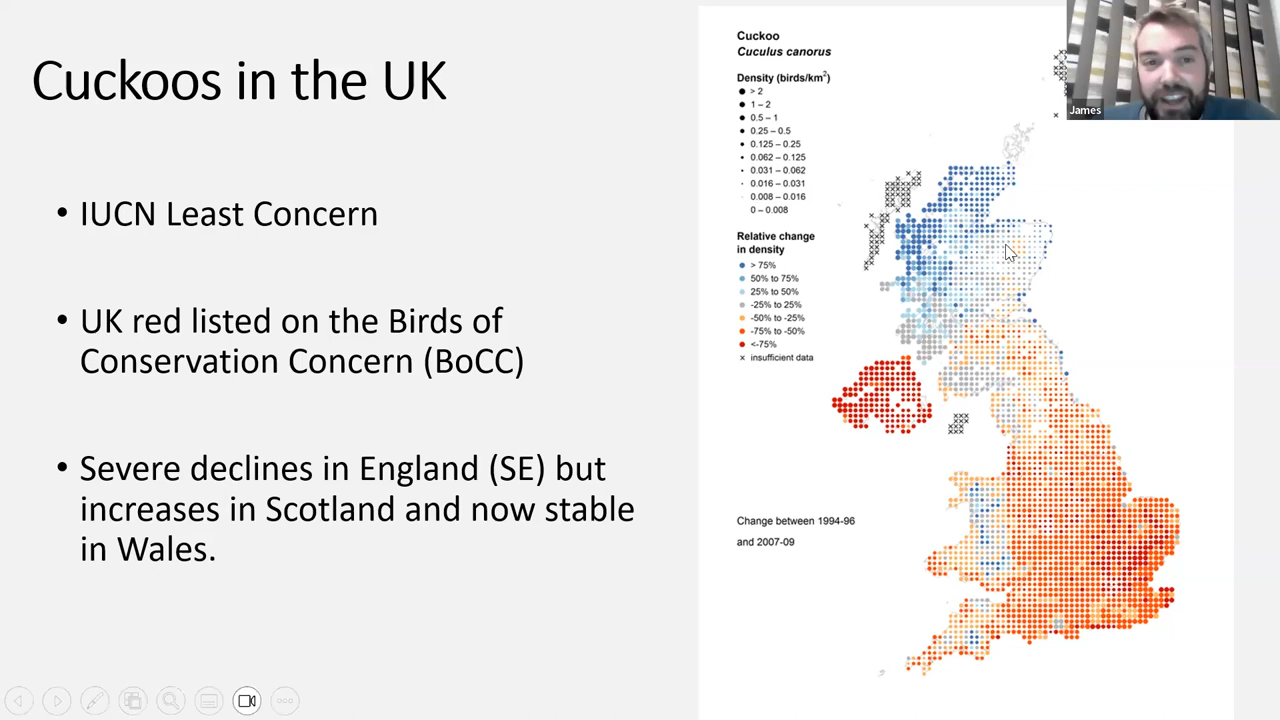 Cuckoos in the UK
• IUCN Least Concern
• UK red listed on the Birds of
Conservation Concern (BoCC)
• Severe declines in England (SE) but
increases in Scotland and now stable
in Wales.
Cuckoo
Cuculus canorus
Density (birds/km²)
> 2
1 – 2
0.5 – 1
0.25 – 0.5
0.125 – 0.25
0.062 – 0.125
0.031 – 0.062
0.016 – 0.031
0.008 – 0.016
0 – 0.008
Relative change
in density
> 75%
50% to 75%
25% to 50%
-25% to 25%
-50% to -25%
-75% to -50%
<-75%
× insufficient data
Change between 1994-96
and 2007-09
James